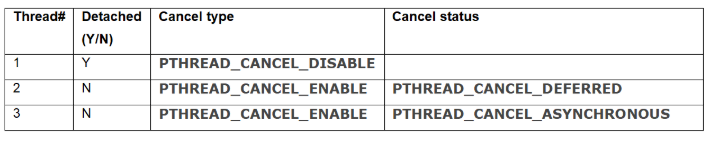 Thread# Detached (Y/N) Cancel type Cancel status
1 Y PTHREAD_CANCEL_DISABLE
2 N PTHREAD_CANCEL_ENABLE PTHREAD_CANCEL_DEFERRED
3 N PTHREAD_CANCEL_ENABLE PTHREAD_CANCEL_ASYNCHRONOUS